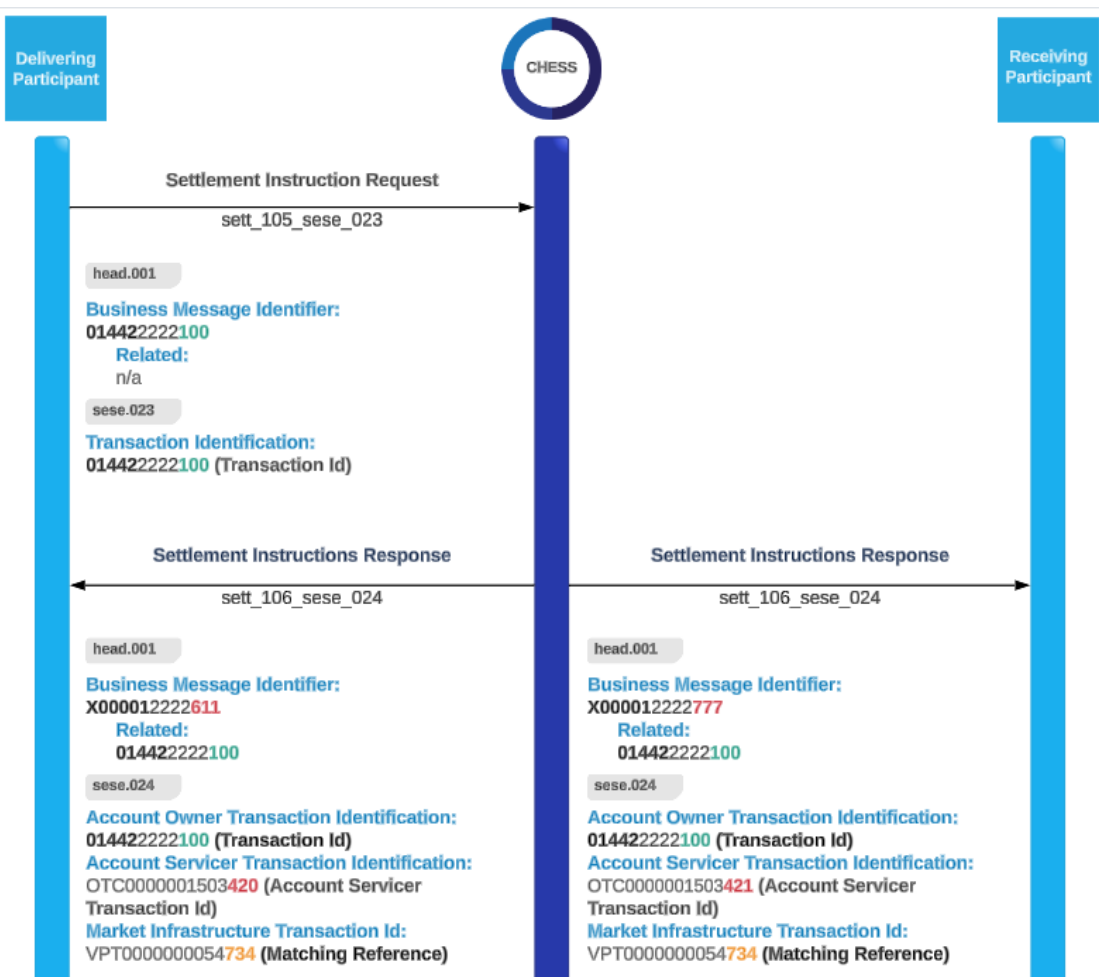 Delivering
Participant
CHESS
Receiving
Participant
Settlement Instruction Request
sett_105_sese_023
head.001
Business Message Identifier:
014422222100
Related:
n/a
sese.023
Transaction Identification:
014422222100 (Transaction Id)
Settlement Instructions Response
sett_106_sese_024
head.001
Business Message Identifier:
X000012222611
Related:
014422222100
sese.024
Account Owner Transaction Identification:
014422222100 (Transaction Id)
Account Servicer Transaction Identification:
OTC0000001503420 (Account Servicer
Transaction Id)
Market Infrastructure Transaction Id:
VPT0000000054734 (Matching Reference)
Settlement Instructions Response
sett_106_sese_024
head.001
Business Message Identifier:
X000012222777
Related:
014422222100
sese.024
Account Owner Transaction Identification:
014422222100 (Transaction Id)
Account Servicer Transaction Identification:
OTC0000001503421 (Account Servicer
Transaction Id)
Market Infrastructure Transaction Id:
VPT0000000054734 (Matching Reference)